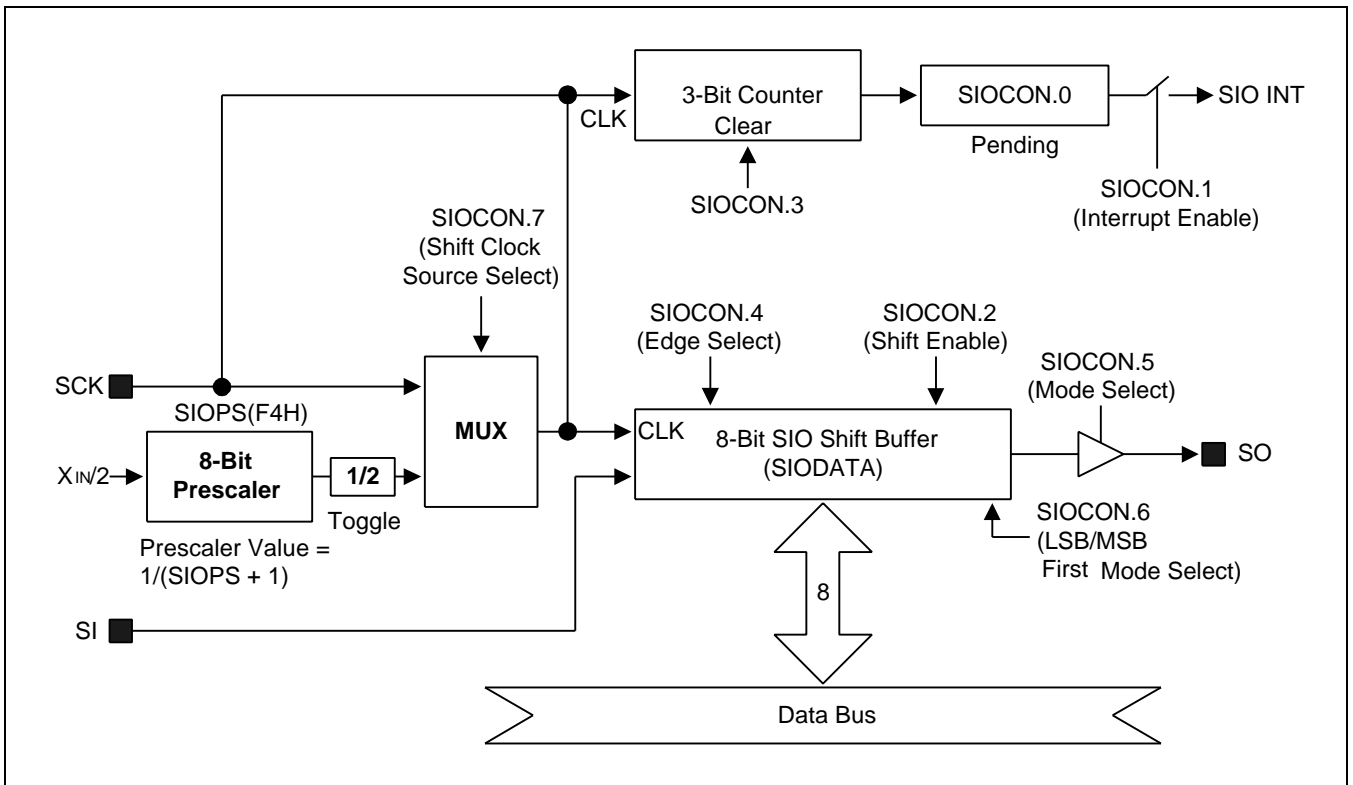 3-Bit Counter
Clear
CLK
SIOCON.0
Pending
SIO INT
SIOCON.3
SIOCON.1
(Interrupt Enable)
SIOCON.7
(Shift Clock
Source Select)
SIOCON.4
(Edge Select)
SIOCON.2
(Shift Enable)
SIOCON.5
(Mode Select)
SCK
SIOPS(F4H)
MUX
CLK
8-Bit SIO Shift Buffer
(SIODATA)
SO
XIN/2
8-Bit
Prescaler
1/2
Toggle
Prescaler Value =
1/(SIOPS + 1)
SIOCON.6
(LSB/MSB
First Mode Select)
SI
8
Data Bus